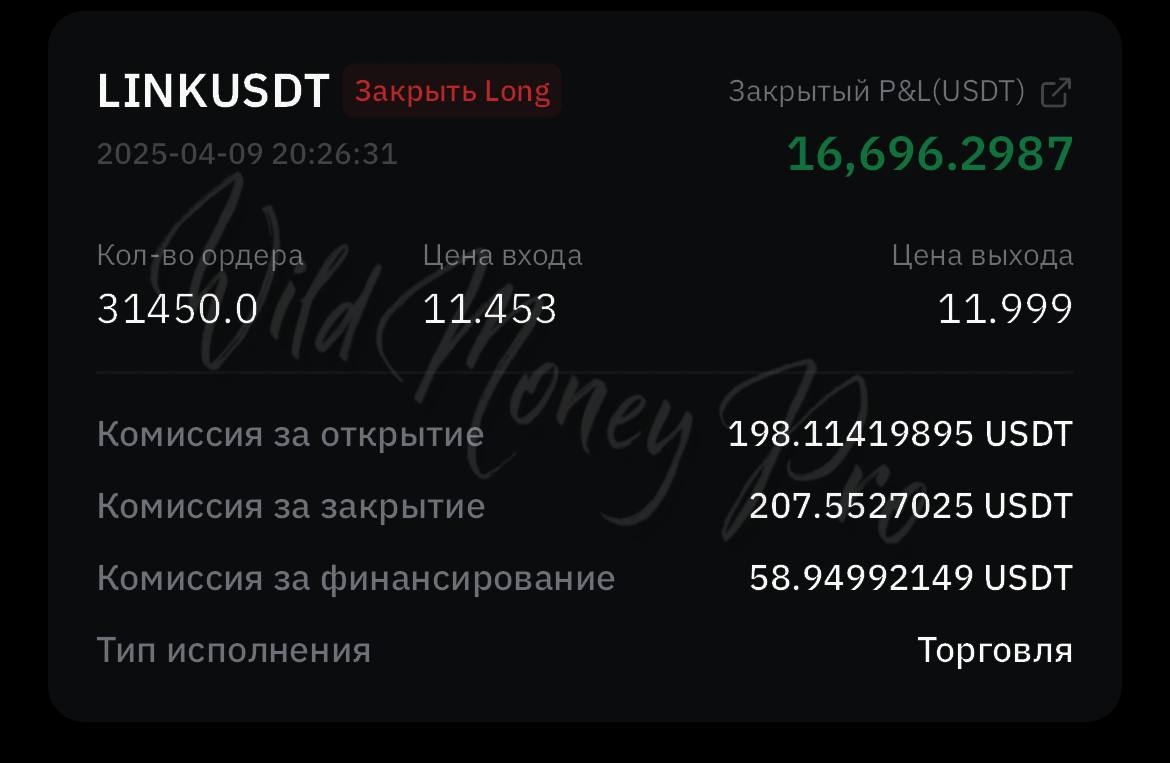 LINKUSDT Закрыть Long Закрытый P&L(USDT)
2025-04-09 20:26:31 16,696.2987
Кол-во ордера Цена входа Цена выхода
31450.0 11.453 11.999
Wild Money Pro
Комиссия за открытие 198.11419895 USDT
Комиссия за закрытие 207.5527025 USDT
Комиссия за финансирование 58.94992149 USDT
Тип исполнения Торговля